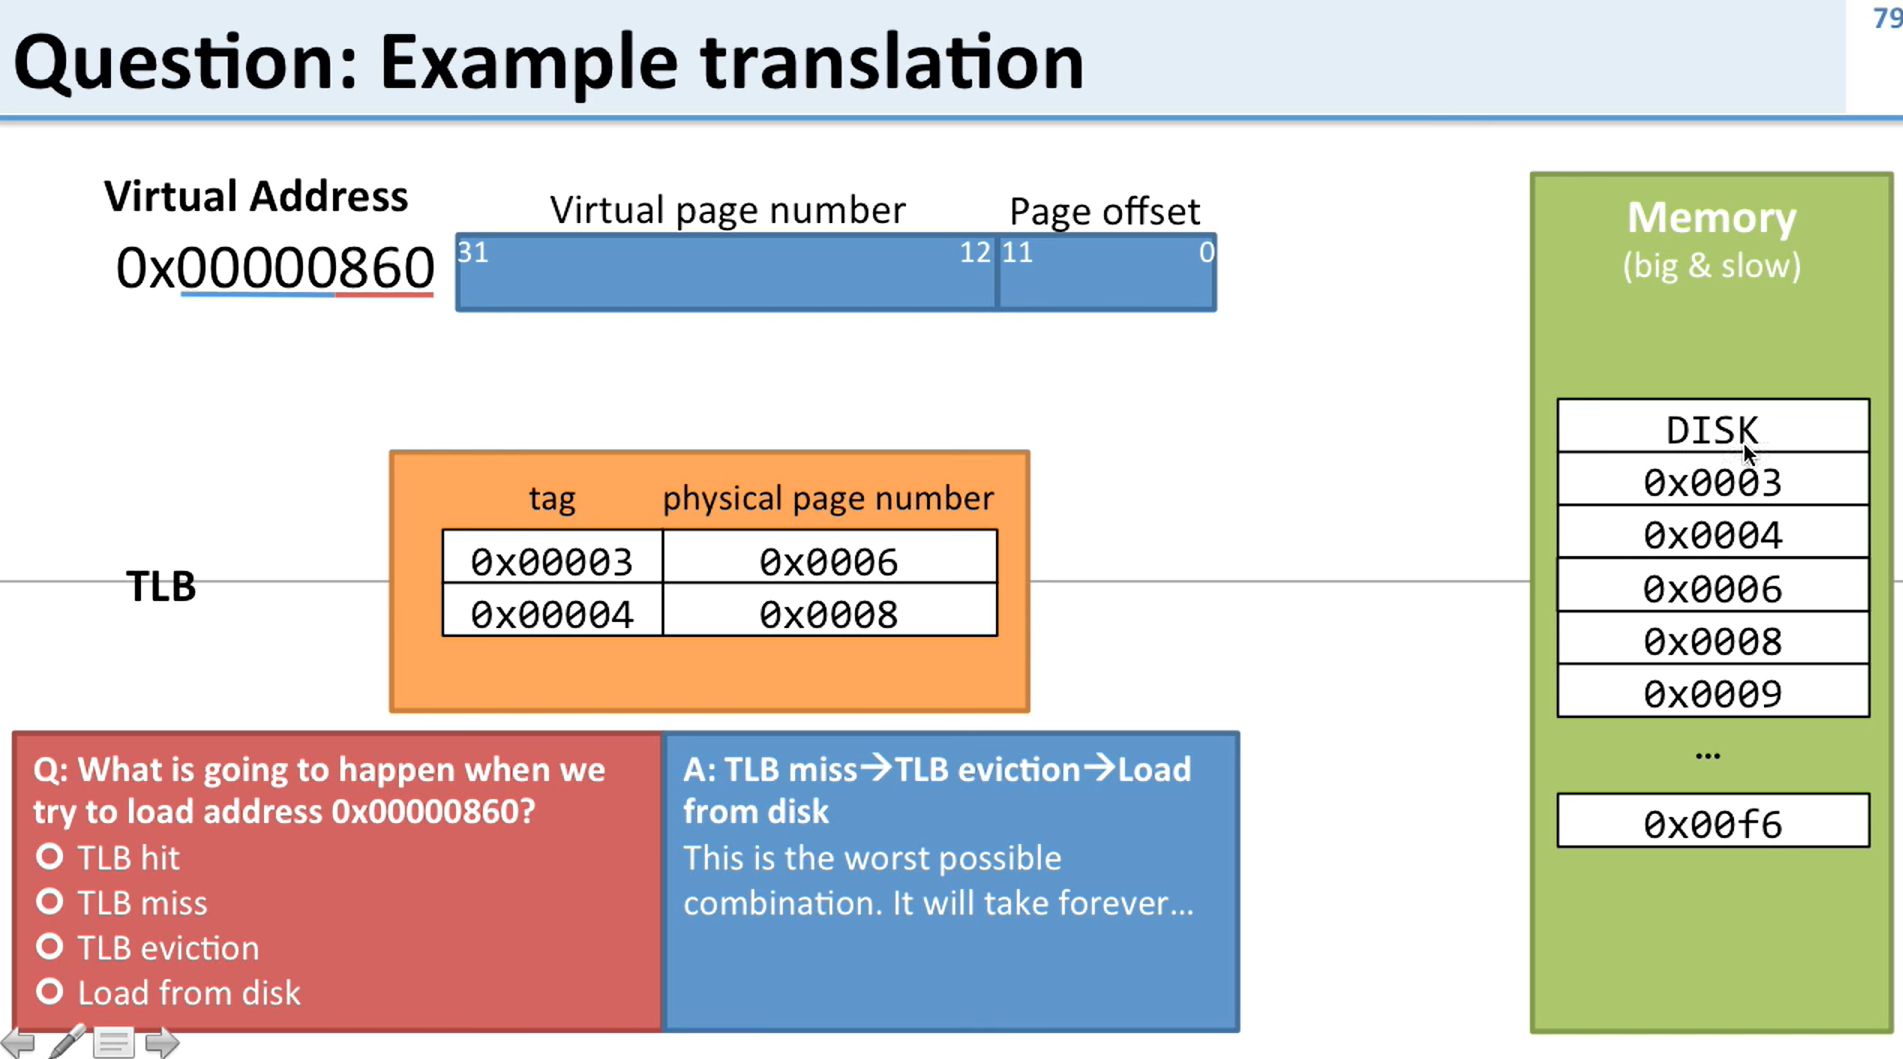 79
Question: Example translation
Virtual Address
0x00000860
Virtual page number
Page offset
31
12
11
0
Memory
(big & slow)
DISK
0x0003
0x0004
0x0006
0x0008
0x0009
...
0x00f6
TLB
tag
physical page number
0x00003
0x0006
0x00004
0x0008
Q: What is going to happen when we
try to load address 0x00000860?
TLB hit
TLB miss
TLB eviction
Load from disk
A: TLB miss→TLB eviction→Load
from disk
This is the worst possible
combination. It will take forever...